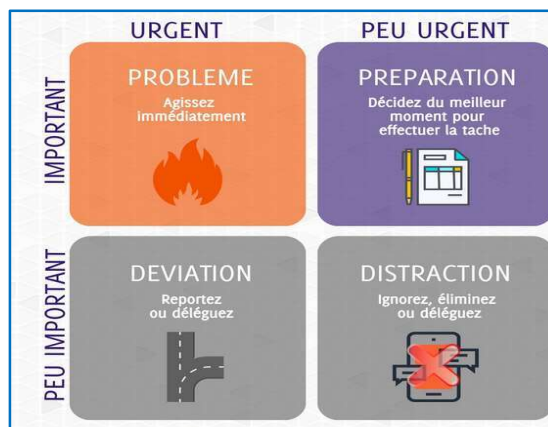 URGENT
PEU URGENT
IMPORTANT
PROBLEME
Agissez
immédiatement
PREPARATION
Décidez du meilleur
moment pour
effectuer la tache
PEU IMPORTANT
DEVIATION
Reportez
ou déléguez
DISTRACTION
Ignorez, éliminez
ou déléguez